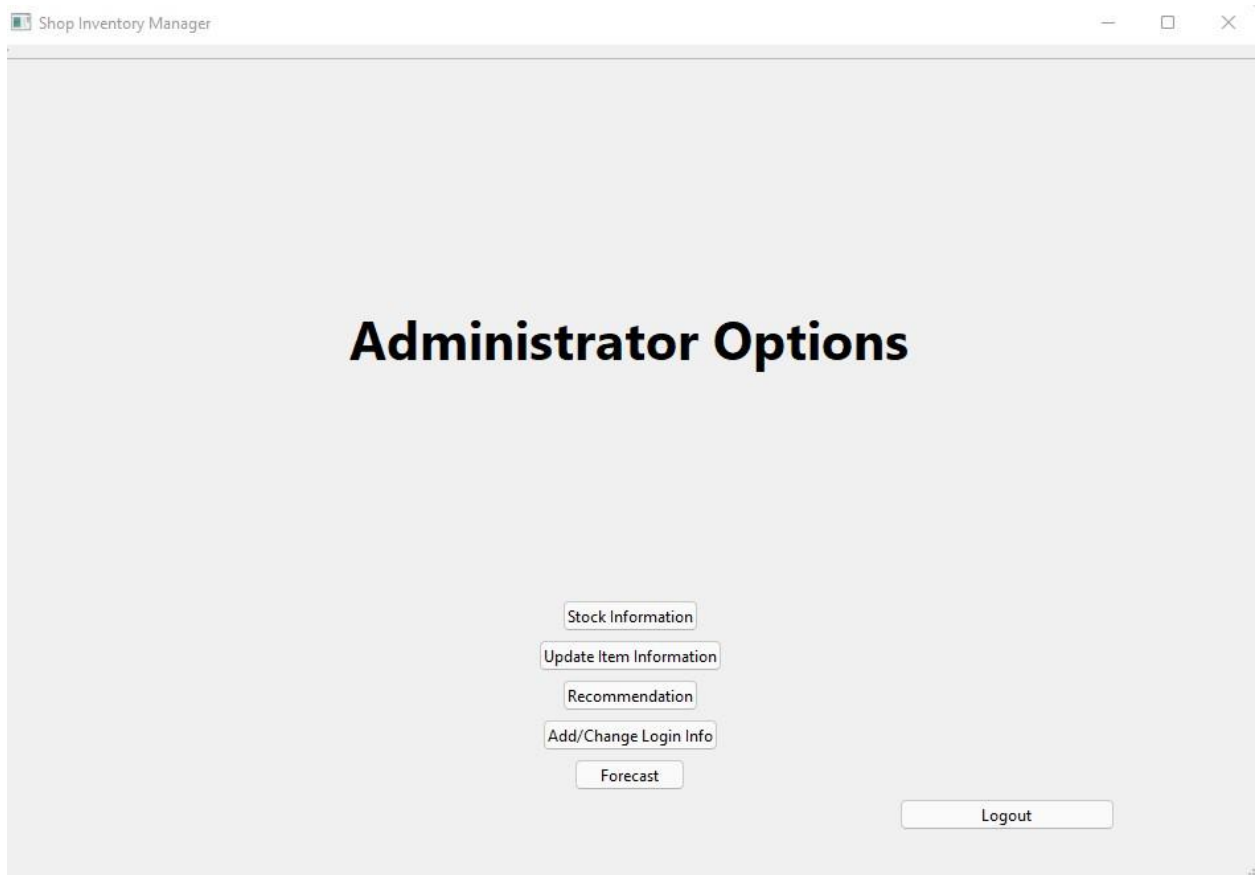 Shop Inventory Manager
Administrator Options
Stock Information
Update Item Information
Recommendation
Add/Change Login Info
Forecast
Logout